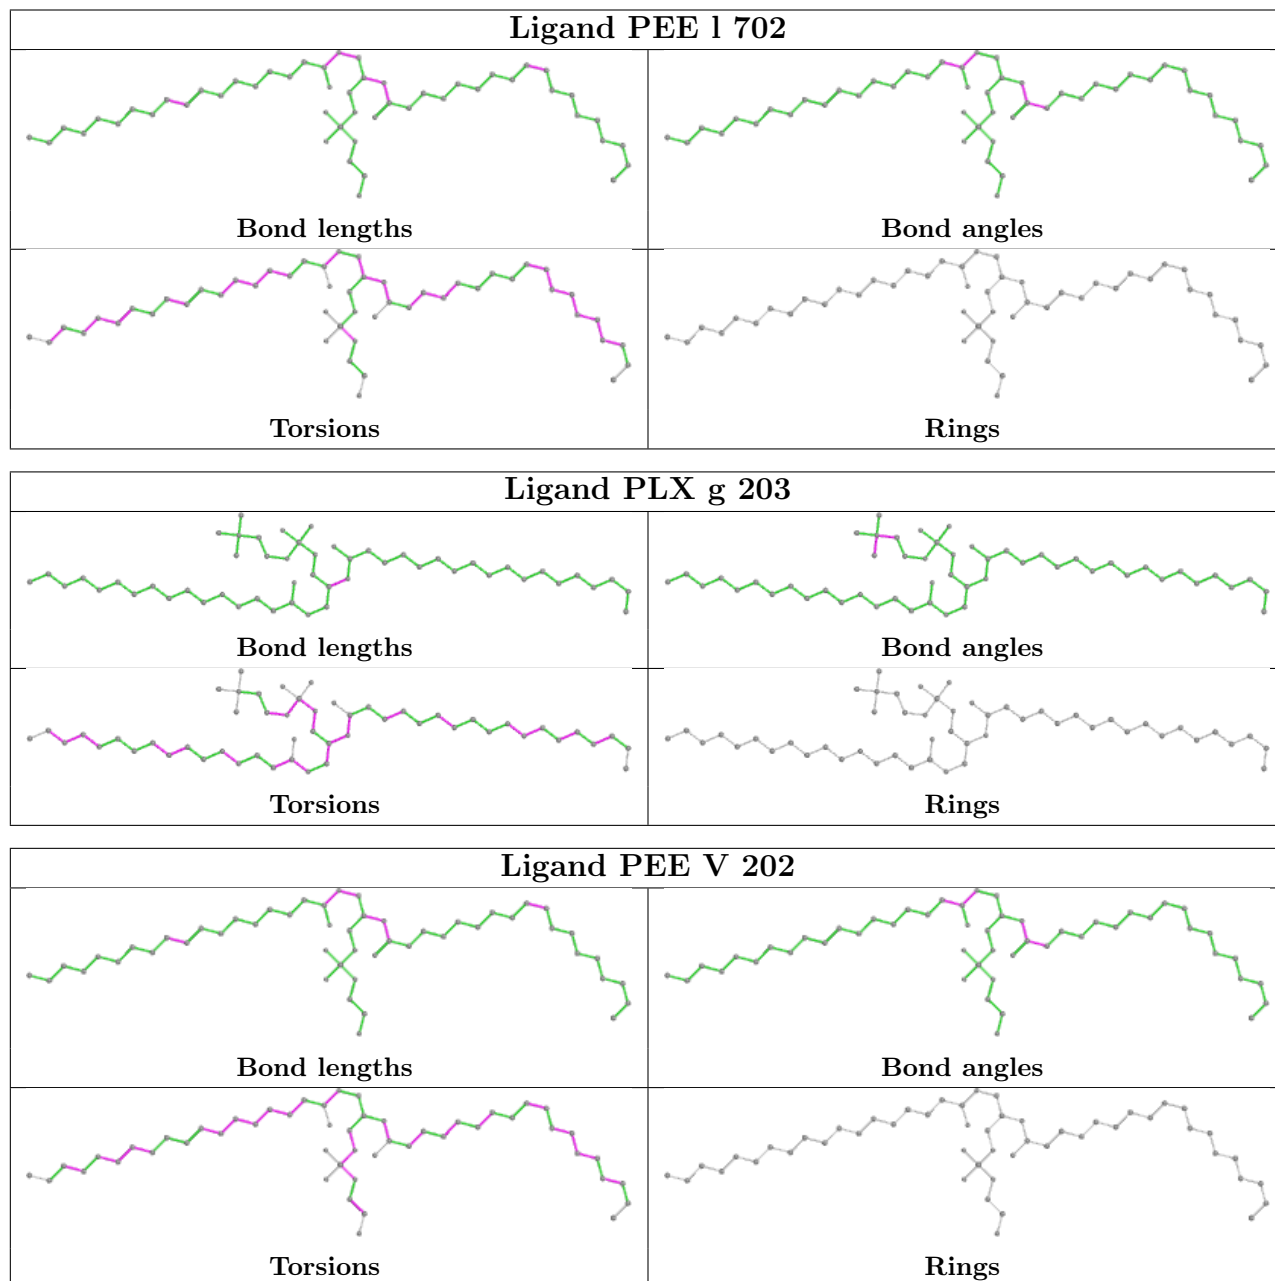 Ligand PEE l 702
Bond lengths
Bond angles
Torsions
Rings
Ligand PLX g 203
Bond lengths
Bond angles
Torsions
Rings
Ligand PEE V 202
Bond lengths
Bond angles
Torsions
Rings